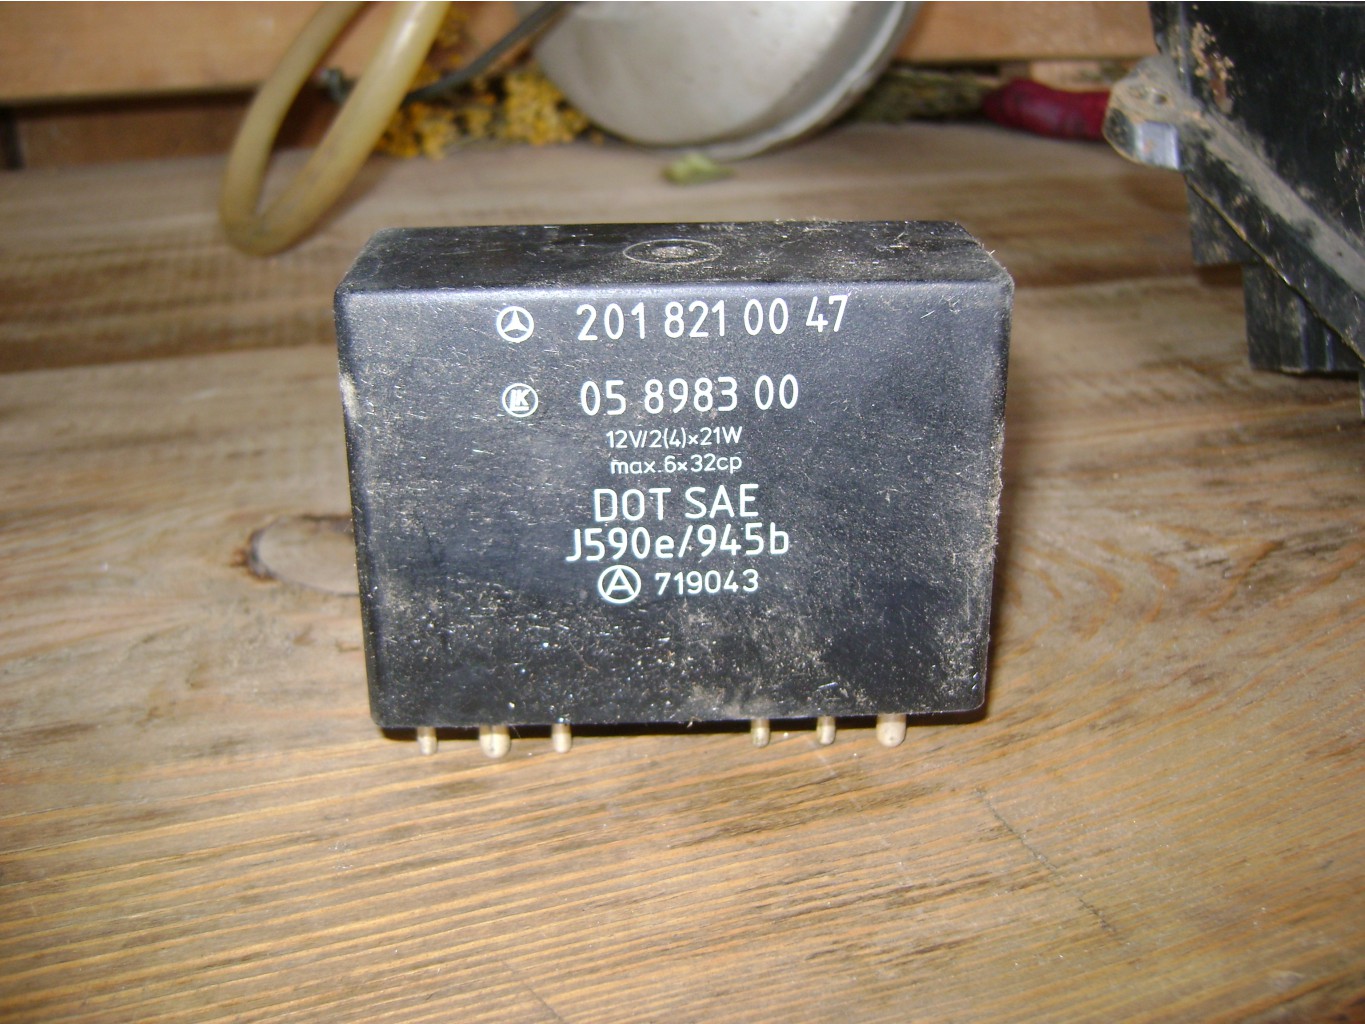 201 821 00 47
LK 05 8983 00
12V/2(4)×21W
max. 6×32cp
DOT SAE
J590e/945b
A 719043